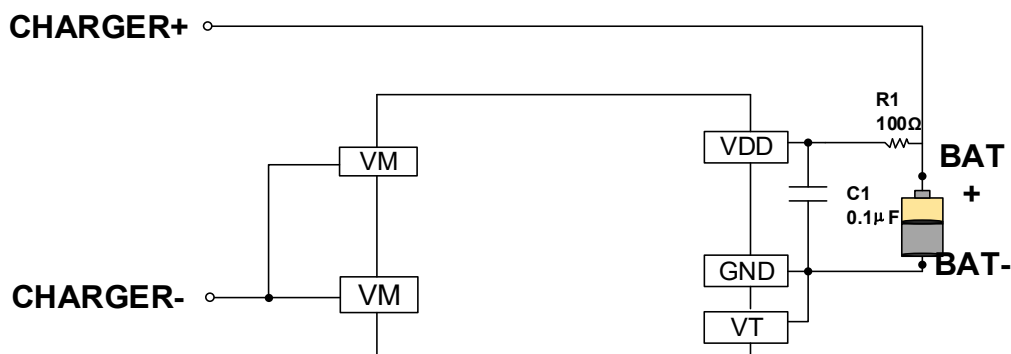 CHARGER+
R1
100Ω
VM
VDD
BAT
+
C1
0.1μF
BAT-
GND
CHARGER-
VM
VT